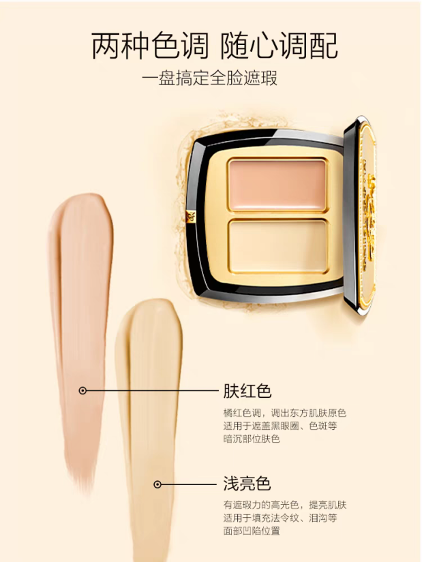 两种色调 随心调配
一盘搞定全脸遮瑕
肤红色
橘红色调，调出东方肌肤原色
适用于遮盖黑眼圈、色斑等
暗沉部位肤色
浅亮色
有遮瑕力的高光色，提亮肌肤
适用于填充法令纹、泪沟等
面部凹陷位置